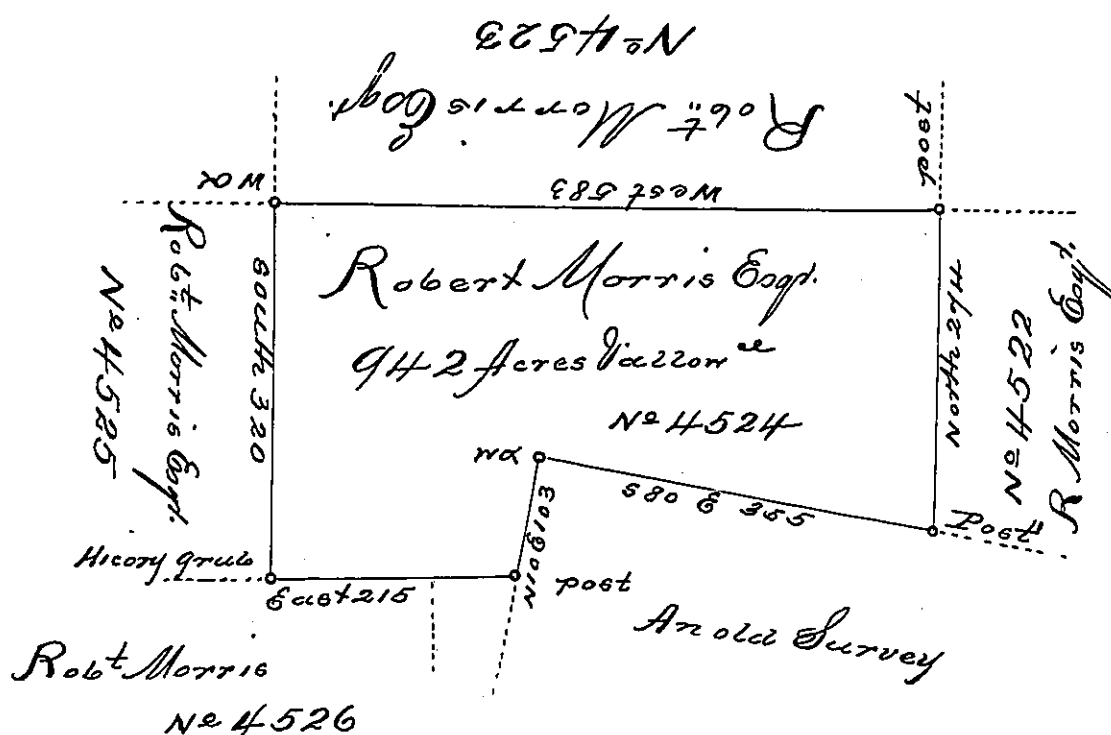 No 4523
Robt Morris Esqr.
post
W O
West 583
Robt Morris Esqr.
No 4525
South 320
Robert Morris Esqr.
942 Acres & allowce
No 4524
North 274
No 4522
R Morris Esqr.
W O
S 80 E 355
Post
N 10 E 103
Hicory grub
East 215
post
An old Survey
Robt Morris
No 4526